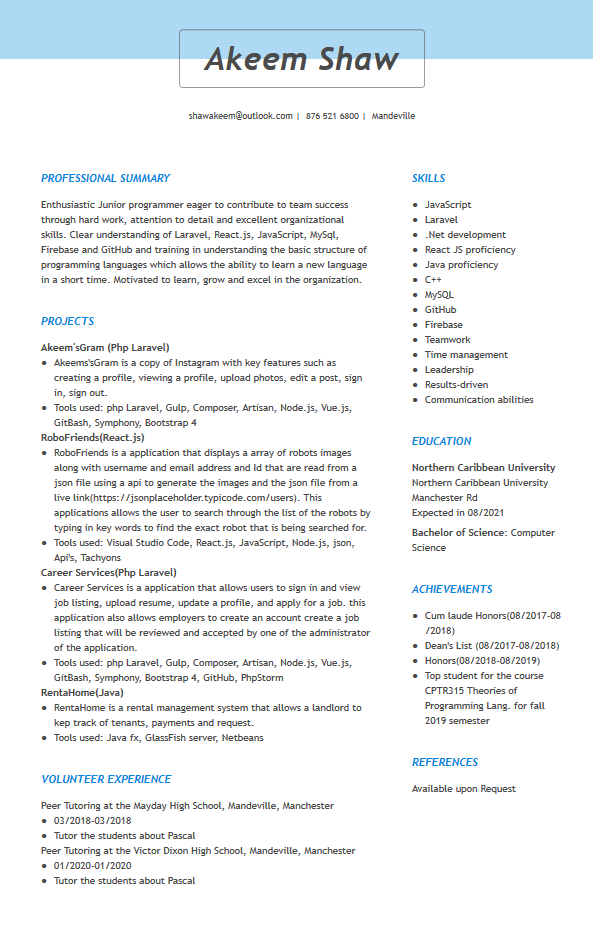 Akeem Shaw
shawakeem@outlook.com | 876 521 6800 | Mandeville
PROFESSIONAL SUMMARY
Enthusiastic Junior programmer eager to contribute to team success
through hard work, attention to detail and excellent organizational
skills. Clear understanding of Laravel, React.js, JavaScript, MySql,
Firebase and GitHub and training in understanding the basic structure of
programming languages which allows the ability to learn a new language
in a short time. Motivated to learn, grow and excel in the organization.
PROJECTS
Akeem'sGram (Php Laravel)
● Akeems'sGram is a copy of Instagram with key features such as
creating a profile, viewing a profile, upload photos, edit a post, sign
in, sign out.
● Tools used: php Laravel, Gulp, Composer, Artisan, Node.js, Vue.js,
GitBash, Symphony, Bootstrap 4
RoboFriends(React.js)
● RoboFriends is a application that displays a array of robots images
along with username and email address and Id that are read from a
json file using a api to generate the images and the json file from a
live link(https://jsonplaceholder.typicode.com/users). This
applications allows the user to search through the list of the robots by
typing in key words to find the exact robot that is being searched for.
● Tools used: Visual Studio Code, React.js, JavaScript, Node.js, json,
Api's, Tachyons
Career Services(Php Laravel)
● Career Services is a application that allows users to sign in and view
job listing, upload resume, update a profile, and apply for a job. this
application also allows employers to create an account create a job
listing that will be reviewed and accepted by one of the administrator
of the application.
● Tools used: php Laravel, Gulp, Composer, Artisan, Node.js, Vue.js,
GitBash, Symphony, Bootstrap 4, GitHub, PhpStorm
RentaHome(Java)
● RentaHome is a rental management system that allows a landlord to
kep track of tenants, payments and request.
● Tools used: Java fx, GlassFish server, Netbeans
VOLUNTEER EXPERIENCE
Peer Tutoring at the Mayday High School, Mandeville, Manchester
● 03/2018-03/2018
● Tutor the students about Pascal
Peer Tutoring at the Victor Dixon High School, Mandeville, Manchester
● 01/2020-01/2020
● Tutor the students about Pascal
SKILLS
● JavaScript
● Laravel
● .Net development
● React JS proficiency
● Java proficiency
● C++
● MySQL
● GitHub
● Firebase
● Teamwork
● Time management
● Leadership
● Results-driven
● Communication abilities
EDUCATION
Northern Caribbean University
Northern Caribbean University
Manchester Rd
Expected in 08/2021
Bachelor of Science: Computer
Science
ACHIEVEMENTS
● Cum laude Honors(08/2017-08
/2018)
● Dean's List (08/2017-08/2018)
● Honors(08/2018-08/2019)
● Top student for the course
CPTR315 Theories of
Programming Lang. for fall
2019 semester
REFERENCES
Available upon Request